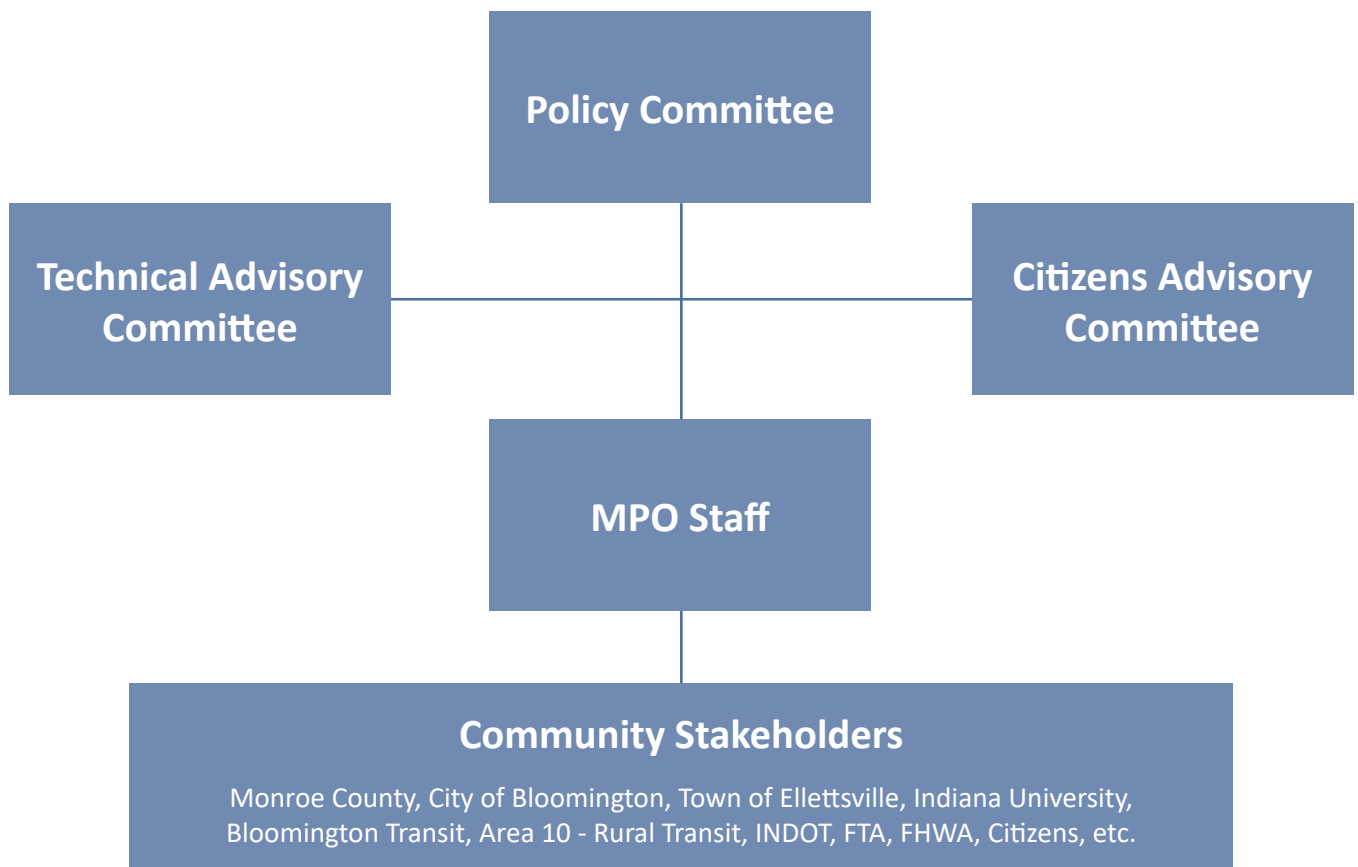 Policy Committee
Technical Advisory
Committee
Citizens Advisory
Committee
MPO Staff
Community Stakeholders
Monroe County, City of Bloomington, Town of Ellettsville, Indiana University,
Bloomington Transit, Area 10 - Rural Transit, INDOT, FTA, FHWA, Citizens, etc.